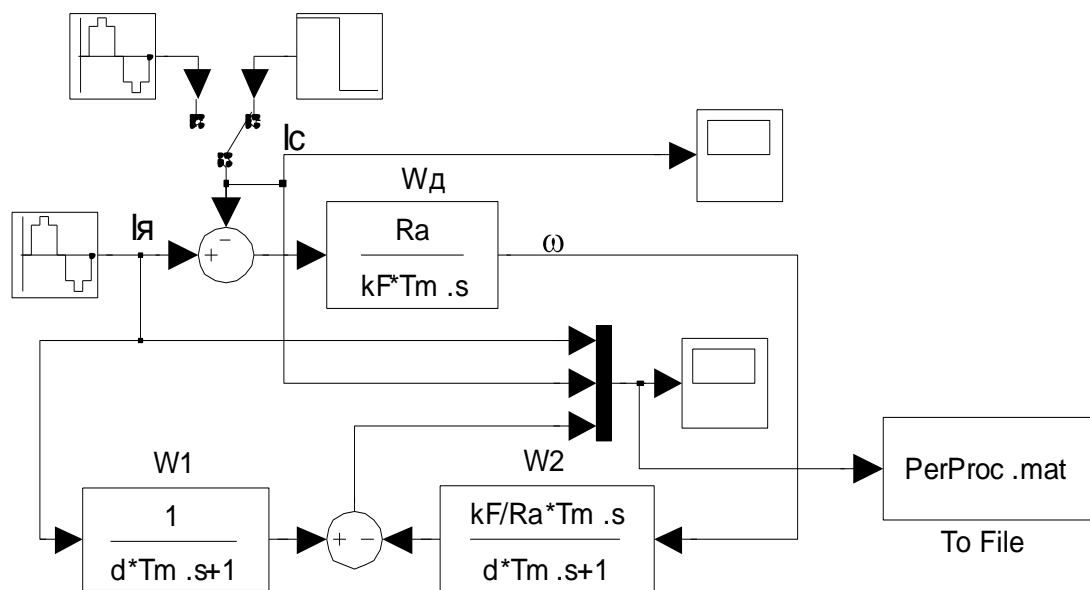 Ic
Wд
Iя
Ra
kF*Tm .s
ω
W1
W2
1
d*Tm .s+1
kF/Ra*Tm .s
d*Tm .s+1
PerProc .mat
To File